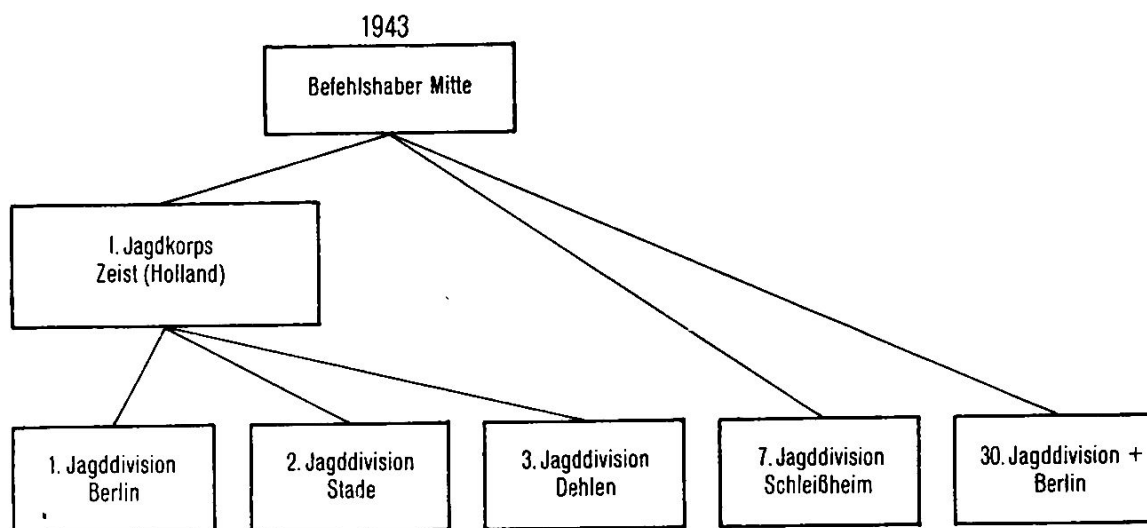 1943
Befehlshaber Mitte
I. Jagdkorps
Zeist (Holland)
1. Jagddivision
Berlin
2. Jagddivision
Stade
3. Jagddivision
Dehlen
7. Jagddivision
Schleißheim
30. Jagddivision +
Berlin